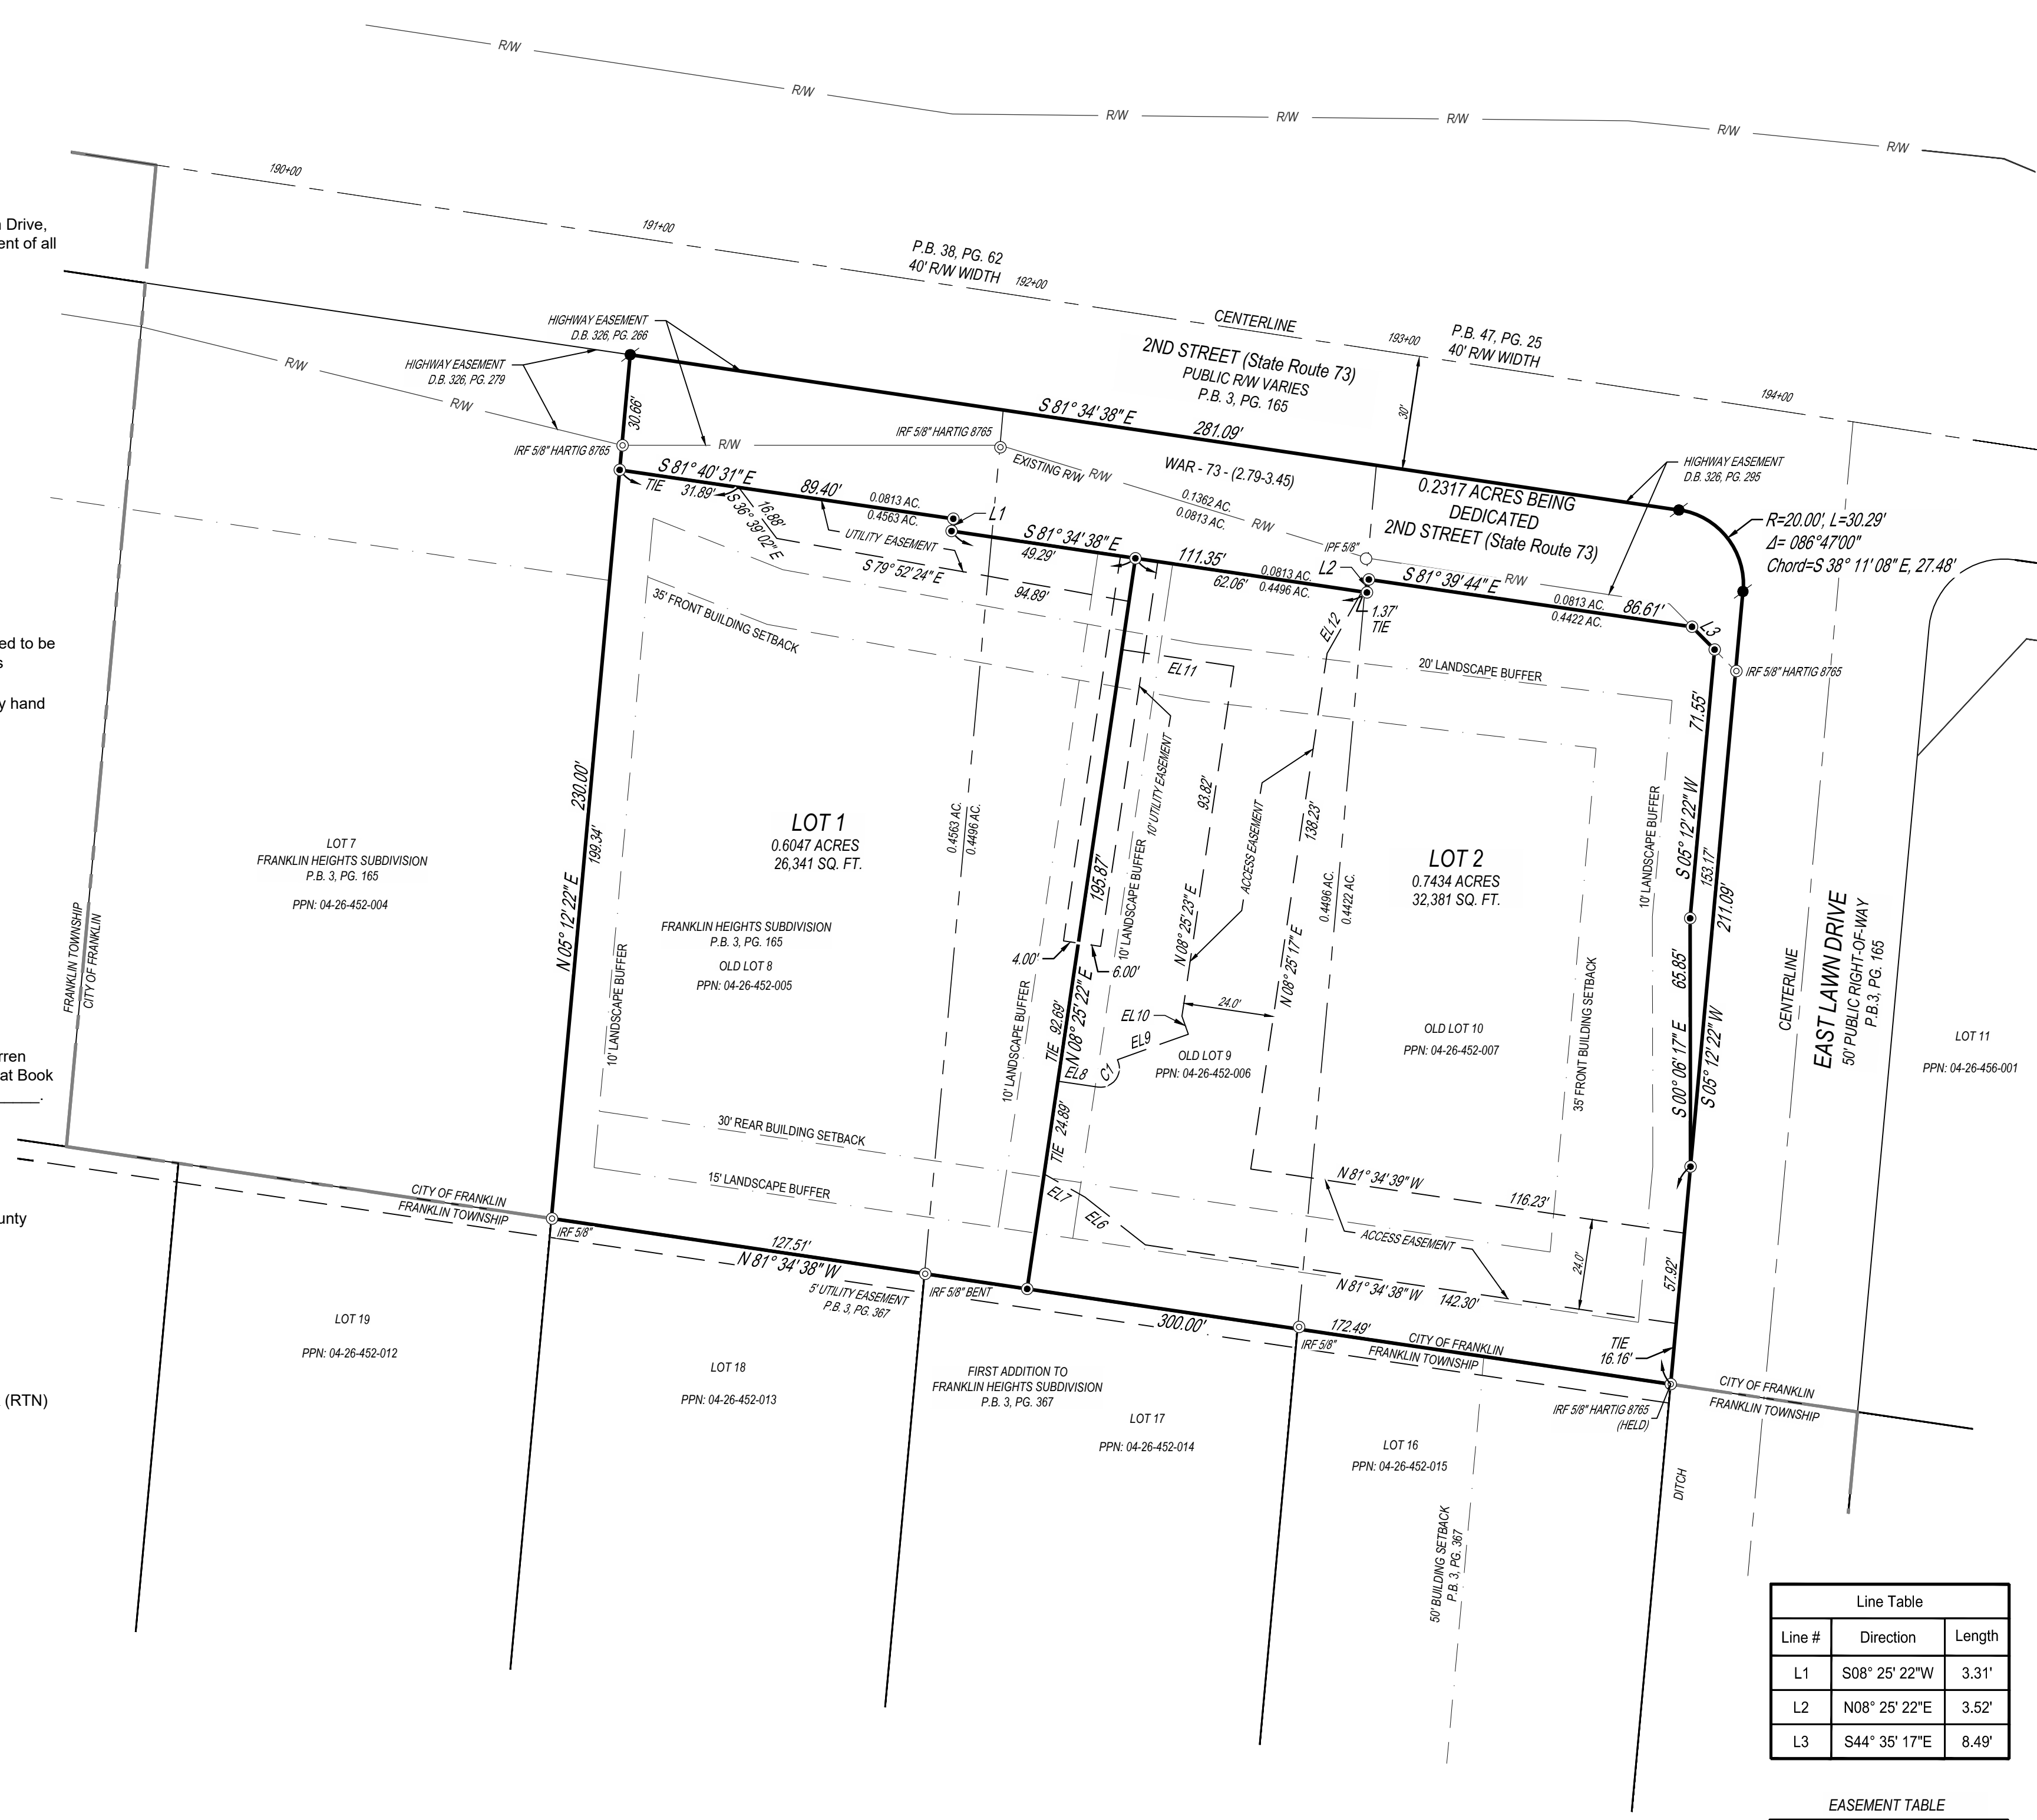 R/W
R/W
R/W
R/W
R/W
R/W
R/W
190+00
191+00
P.B. 38, PG. 62
40' R/W WIDTH
192+00
CENTERLINE
193+00
P.B. 47, PG. 25
40' R/W WIDTH
194+00
Drive,
ent of all
HIGHWAY EASEMENT
D.B. 326, PG. 266
HIGHWAY EASEMENT
D.B. 326, PG. 279
R/W
R/W
2ND STREET (State Route 73)
PUBLIC R/W VARIES
P.B. 3, PG. 165
30'
30.66'
IRF 5/8" HARTIG 8765
R/W
IRF 5/8" HARTIG 8765
S 81° 34' 38" E
281.09'
EXISTING R/W
R/W
WAR - 73 - (2.79-3.45)
HIGHWAY EASEMENT
D.B. 326, PG. 295
0.2317 ACRES BEING
DEDICATED
2ND STREET (State Route 73)
R=20.00', L=30.29'
Δ= 086°47'00"
Chord=S 38° 11' 08" E, 27.48'
S 81° 40' 31" E
89.40'
TIE 31.89'
0.0813 AC.
0.4563 AC.
L1
16.88'
S 36° 39' 02" E
UTILITY EASEMENT
S 79° 52' 24" E
94.89'
S 81° 34' 38" E
49.29'
0.1362 AC.
0.0813 AC.
R/W
IPF 5/8"
111.35'
62.06'
0.0813 AC.
0.4496 AC.
L2
1.37'
TIE
S 81° 39' 44" E
R/W
0.0813 AC.
0.4422 AC.
86.61'
L3
IRF 5/8" HARTIG 8765
EL12
EL11
35' FRONT BUILDING SETBACK
20' LANDSCAPE BUFFER
ed to be
s
y hand
71.55'
S 05° 12' 22" W
153.17'
211.09'
10' LANDSCAPE BUFFER
10' UTILITY EASEMENT
93.82'
N 08° 25' 23" E
ACCESS EASEMENT
138.23'
N 08° 25' 17" E
230.00'
199.34'
N 05° 12' 22" E
LOT 1
0.6047 ACRES
26,341 SQ. FT.
0.4563 AC.
0.4496 AC.
LOT 2
0.7434 ACRES
32,381 SQ. FT.
0.4496 AC.
0.4422 AC.
LOT 7
FRANKLIN HEIGHTS SUBDIVISION
P.B. 3, PG. 165
PPN: 04-26-452-004
FRANKLIN TOWNSHIP
CITY OF FRANKLIN
FRANKLIN HEIGHTS SUBDIVISION
P.B. 3, PG. 165
OLD LOT 8
PPN: 04-26-452-005
10' LANDSCAPE BUFFER
195.87'
10' LANDSCAPE BUFFER
4.00'
6.00'
10' LANDSCAPE BUFFER
TIE 92.69'
N 08° 25' 22" E
24.0'
EL10
EL9
EL8
C1
OLD LOT 9
PPN: 04-26-452-006
OLD LOT 10
PPN: 04-26-452-007
35' FRONT BUILDING SETBACK
65.85'
S 00° 06' 17" E
S 05° 12' 22" W
CENTERLINE
EAST LAWN DRIVE
50' PUBLIC RIGHT-OF-WAY
P.B.3, PG. 165
LOT 11
PPN: 04-26-456-001
rren
at Book
.
TIE 24.89'
30' REAR BUILDING SETBACK
15' LANDSCAPE BUFFER
EL7
EL6
N 81° 34' 39" W
116.23'
ACCESS EASEMENT
24.0'
N 81° 34' 38" W
142.30'
57.92'
CITY OF FRANKLIN
FRANKLIN TOWNSHIP
unty
IRF 5/8"
127.51'
N 81° 34' 38" W
5' UTILITY EASEMENT
P.B. 3, PG. 367
IRF 5/8" BENT
300.00'
IRF 5/8"
172.49'
CITY OF FRANKLIN
FRANKLIN TOWNSHIP
TIE
16.16'
IRF 5/8" HARTIG 8765
(HELD)
CITY OF FRANKLIN
FRANKLIN TOWNSHIP
LOT 19
PPN: 04-26-452-012
LOT 18
PPN: 04-26-452-013
FIRST ADDITION TO
FRANKLIN HEIGHTS SUBDIVISION
P.B. 3, PG. 367
LOT 17
PPN: 04-26-452-014
LOT 16
PPN: 04-26-452-015
(RTN)
50' BUILDING SETBACK
P.B. 3, PG. 367
DITCH
Line Table
Line # Direction Length
L1 S08° 25' 22"W 3.31'
L2 N08° 25' 22"E 3.52'
L3 S44° 35' 17"E 8.49'
EASEMENT TABLE